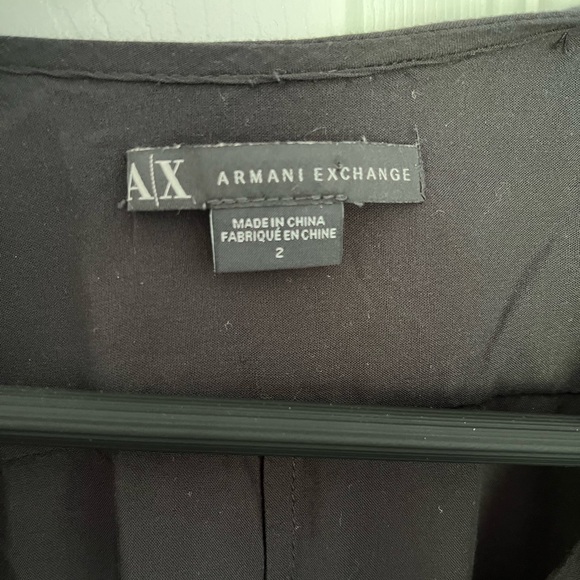 A|X ARMANI EXCHANGE
MADE IN CHINA
FABRIQUÉ EN CHINE
2